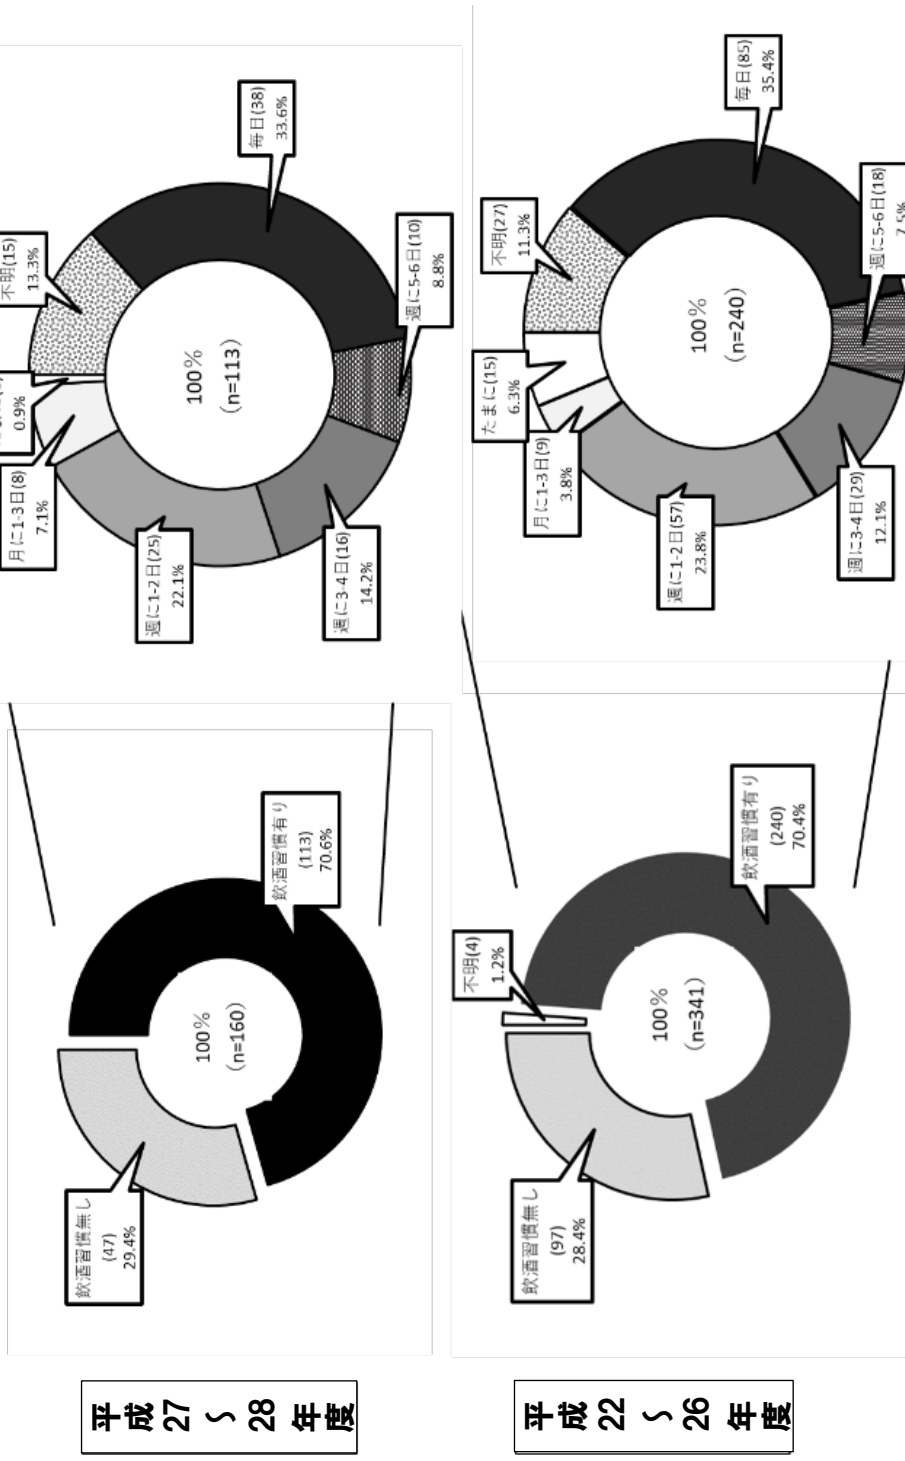 平成27～28年度
飲酒習慣無し
(47)
29.4%
100%
(n=160)
飲酒習慣有り
(113)
70.6%
月に1-3日(8)
7.1%
0.9%
不明(15)
13.3%
週に1-2日(25)
22.1%
100%
(n=113)
毎日(38)
33.6%
週に3-4日(16)
14.2%
週に5-6日(10)
8.8%
平成22～26年度
飲酒習慣無し
(97)
28.4%
不明(4)
1.2%
100%
(n=341)
飲酒習慣有り
(240)
70.4%
たまに(15)
6.3%
月に1-3日(9)
3.8%
不明(27)
11.3%
週に1-2日(57)
23.8%
100%
(n=240)
毎日(85)
35.4%
週に3-4日(29)
12.1%
週に5-6日(18)
7.5%